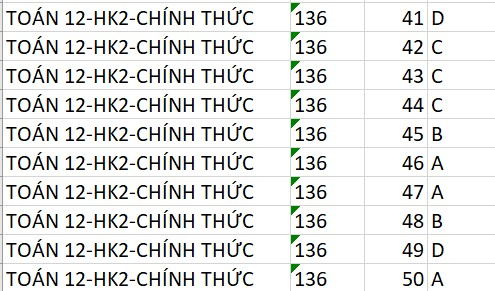 TOÁN 12-HK2-CHÍNH THỨC 136 41 D
TOÁN 12-HK2-CHÍNH THỨC 136 42 C
TOÁN 12-HK2-CHÍNH THỨC 136 43 C
TOÁN 12-HK2-CHÍNH THỨC 136 44 C
TOÁN 12-HK2-CHÍNH THỨC 136 45 B
TOÁN 12-HK2-CHÍNH THỨC 136 46 A
TOÁN 12-HK2-CHÍNH THỨC 136 47 A
TOÁN 12-HK2-CHÍNH THỨC 136 48 B
TOÁN 12-HK2-CHÍNH THỨC 136 49 D
TOÁN 12-HK2-CHÍNH THỨC 136 50 A